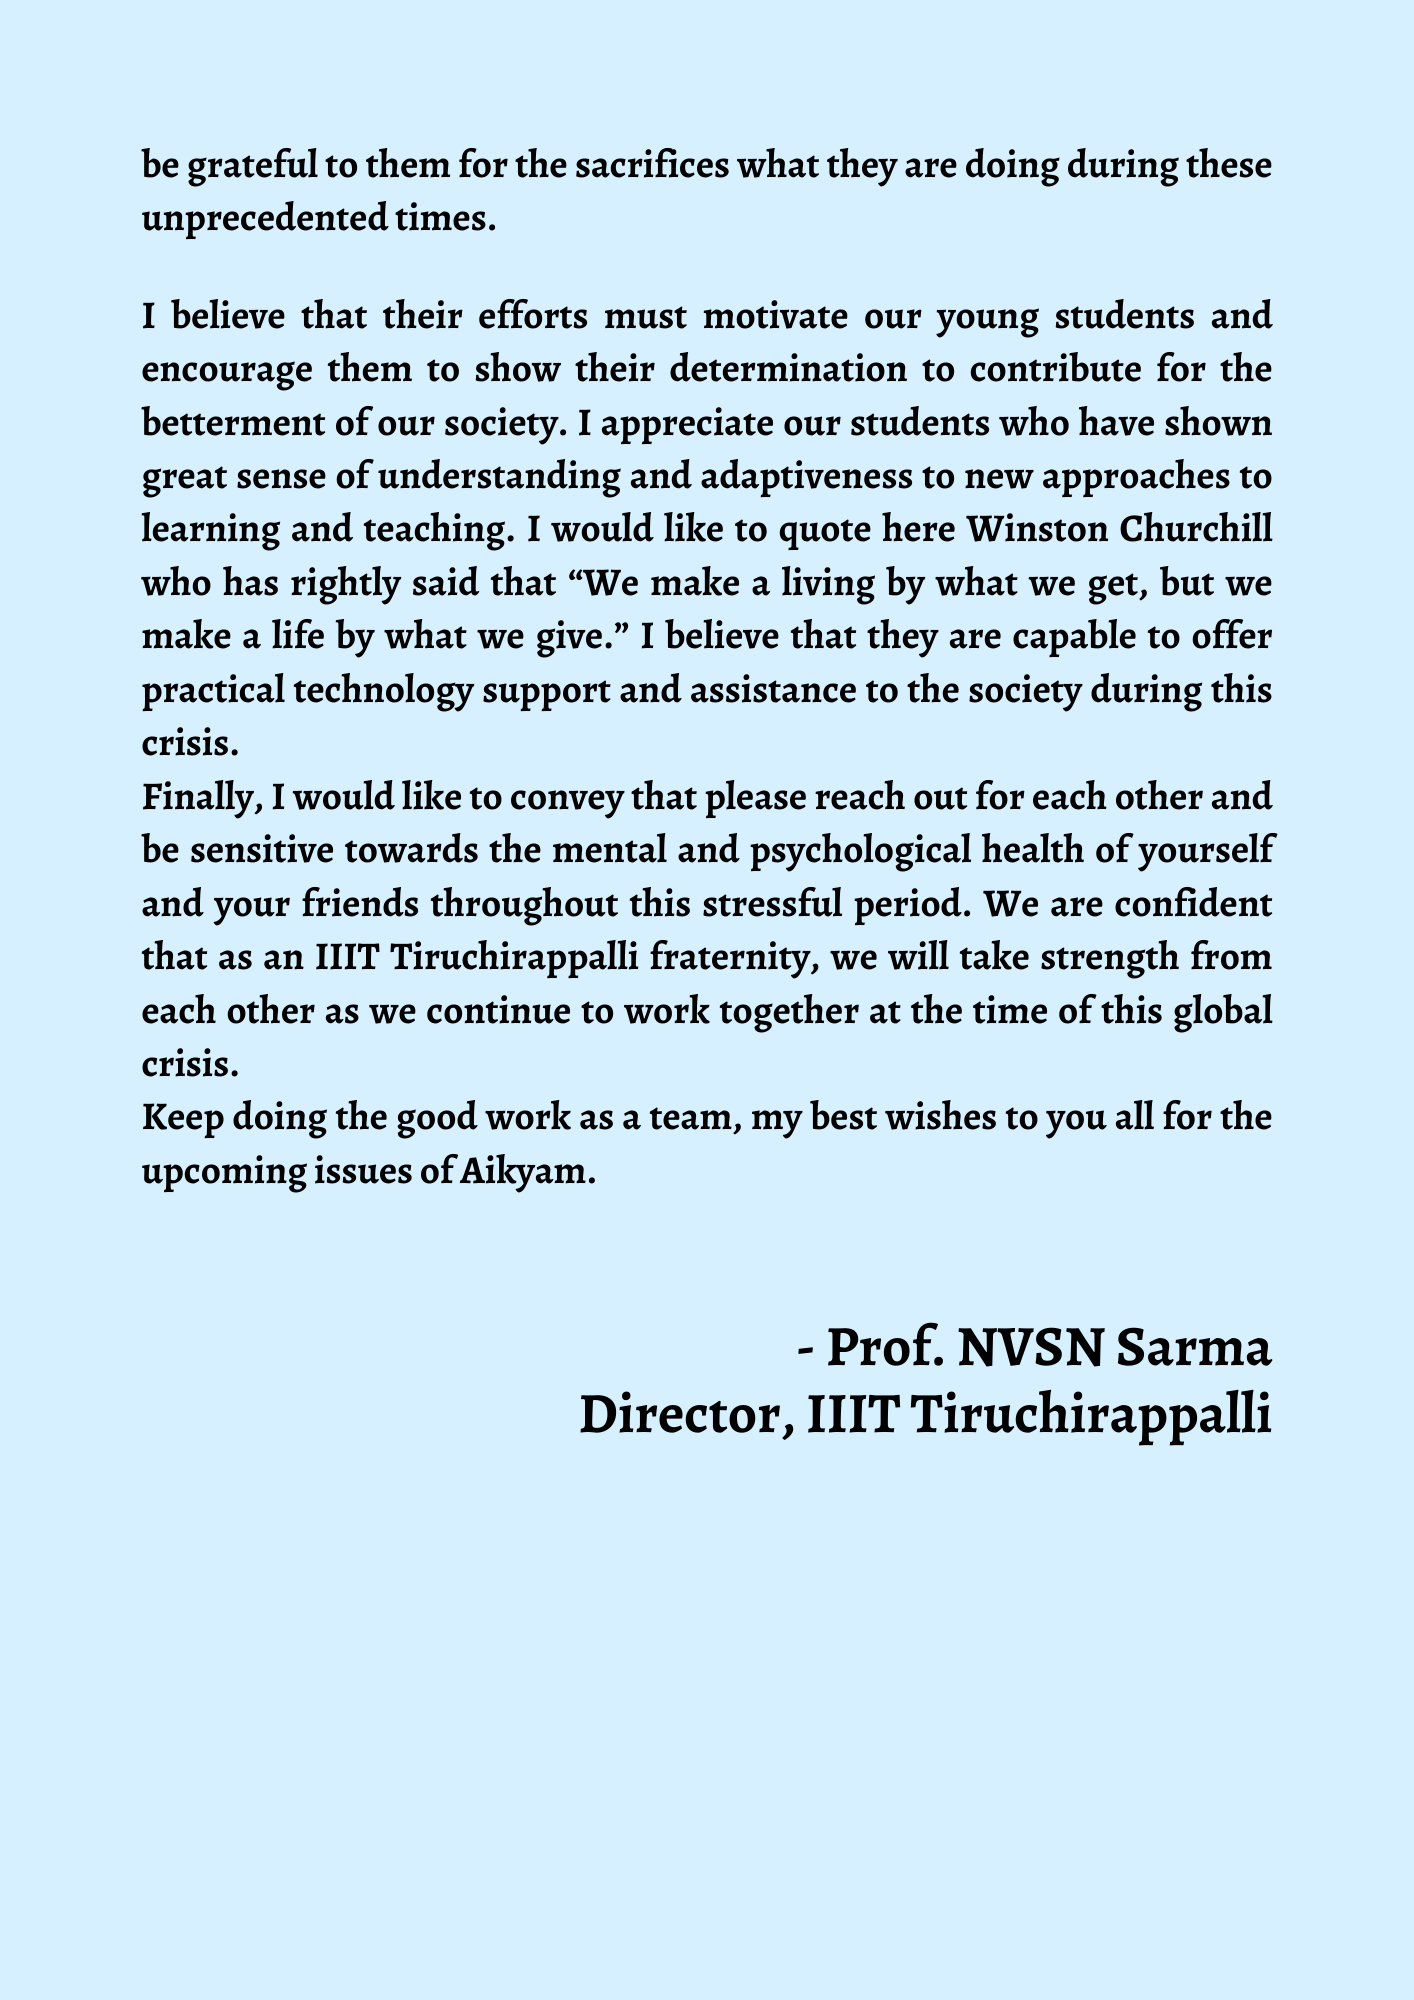 be grateful to them for the sacrifices what they are doing during these
unprecedented times.
I believe that their efforts must motivate our young students and
encourage them to show their determination to contribute for the
betterment of our society. I appreciate our students who have shown
great sense of understanding and adaptiveness to new approaches to
learning and teaching. I would like to quote here Winston Churchill
who has rightly said that “We make a living by what we get, but we
make a life by what we give.” I believe that they are capable to offer
practical technology support and assistance to the society during this
crisis.
Finally, I would like to convey that please reach out for each other and
be sensitive towards the mental and psychological health of yourself
and your friends throughout this stressful period. We are confident
that as an IIIT Tiruchirappalli fraternity, we will take strength from
each other as we continue to work together at the time of this global
crisis.
Keep doing the good work as a team, my best wishes to you all for the
upcoming issues of Aikyam.
- Prof. NVSN Sarma
Director, IIIT Tiruchirappalli